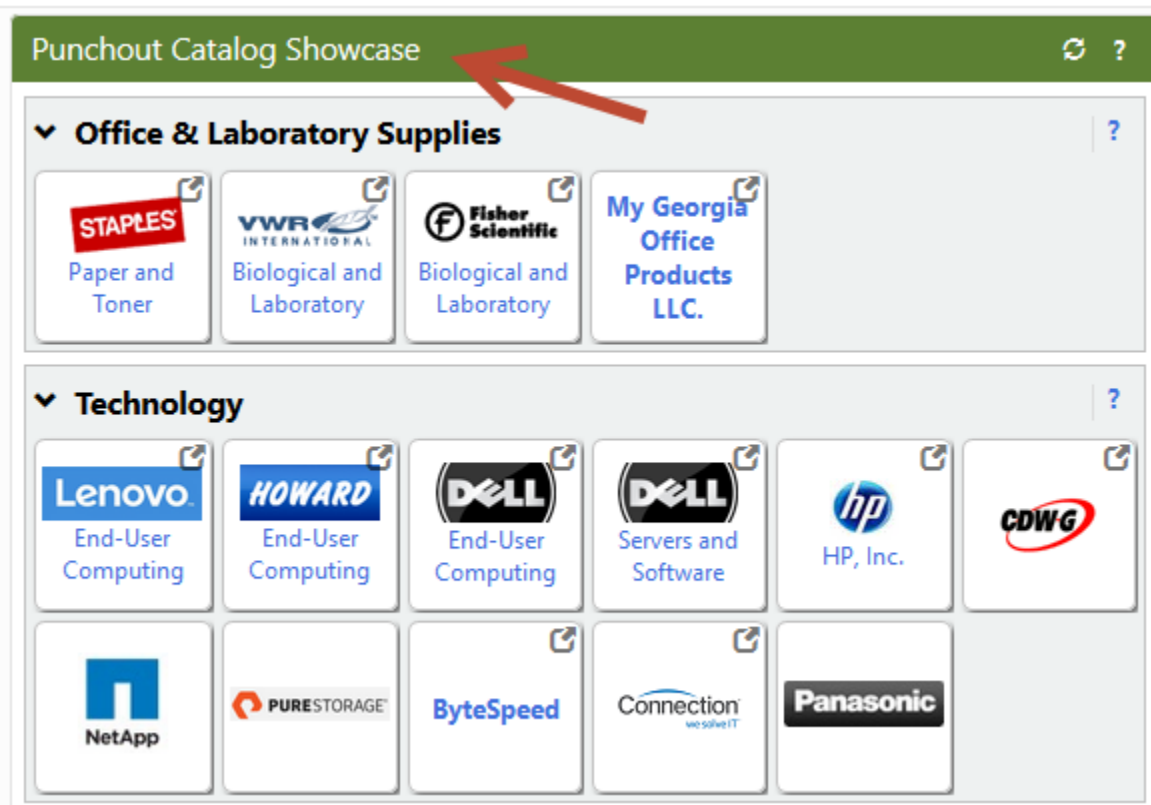 Punchout Catalog Showcase
?
Office & Laboratory Supplies
?
STAPLES
Paper and
Toner
VWR
INTERNATIONAL
Biological and
Laboratory
Fisher
Scientific
Biological and
Laboratory
My Georgia
Office
Products
LLC.
Technology
?
Lenovo.
End-User
Computing
HOWARD
End-User
Computing
DELL
End-User
Computing
DELL
Servers and
Software
hp
HP, Inc.
CDW·G
NetApp
PURESTORAGE
ByteSpeed
Connection
we solve IT
Panasonic